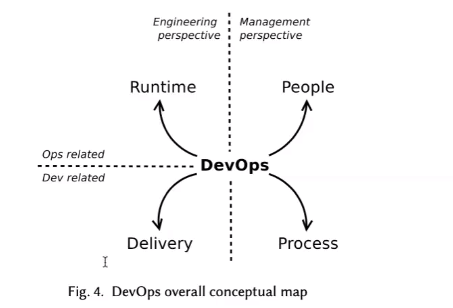 Engineering perspective
Management perspective
Runtime
People
Ops related
DevOps
Dev related
Delivery
Process
Fig. 4. DevOps overall conceptual map